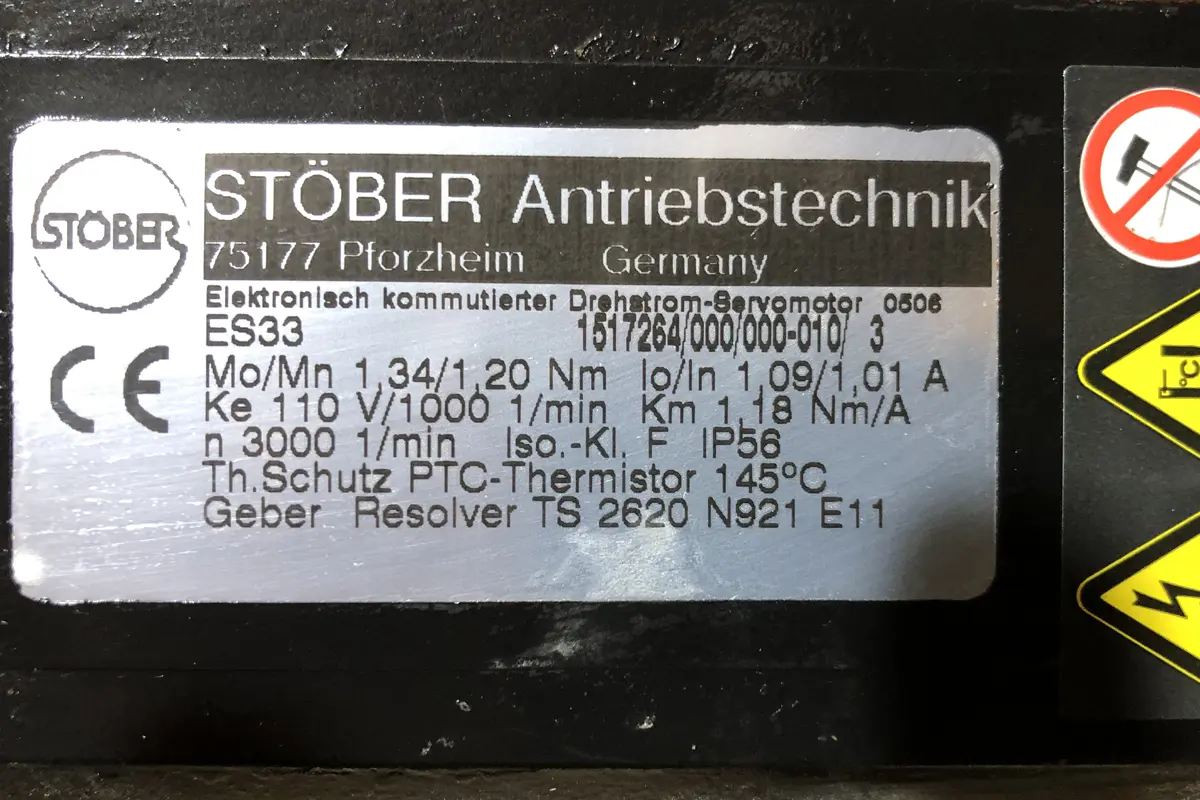 STÖBER
STÖBER Antriebstechnik
75177 Pforzheim Germany
Elektronisch kommutierter Drehstrom-Servomotor 0506
ES33 1517264/000/000-010/ 3
CE
Mo/Mn 1,34/1,20 Nm Io/In 1,09/1,01 A
Ke 110 V/1000 1/min Km 1,18 Nm/A
n 3000 1/min Iso.-Kl. F IP56
Th.Schutz PTC-Thermistor 145°C
Geber Resolver TS 2620 N921 E11
°C